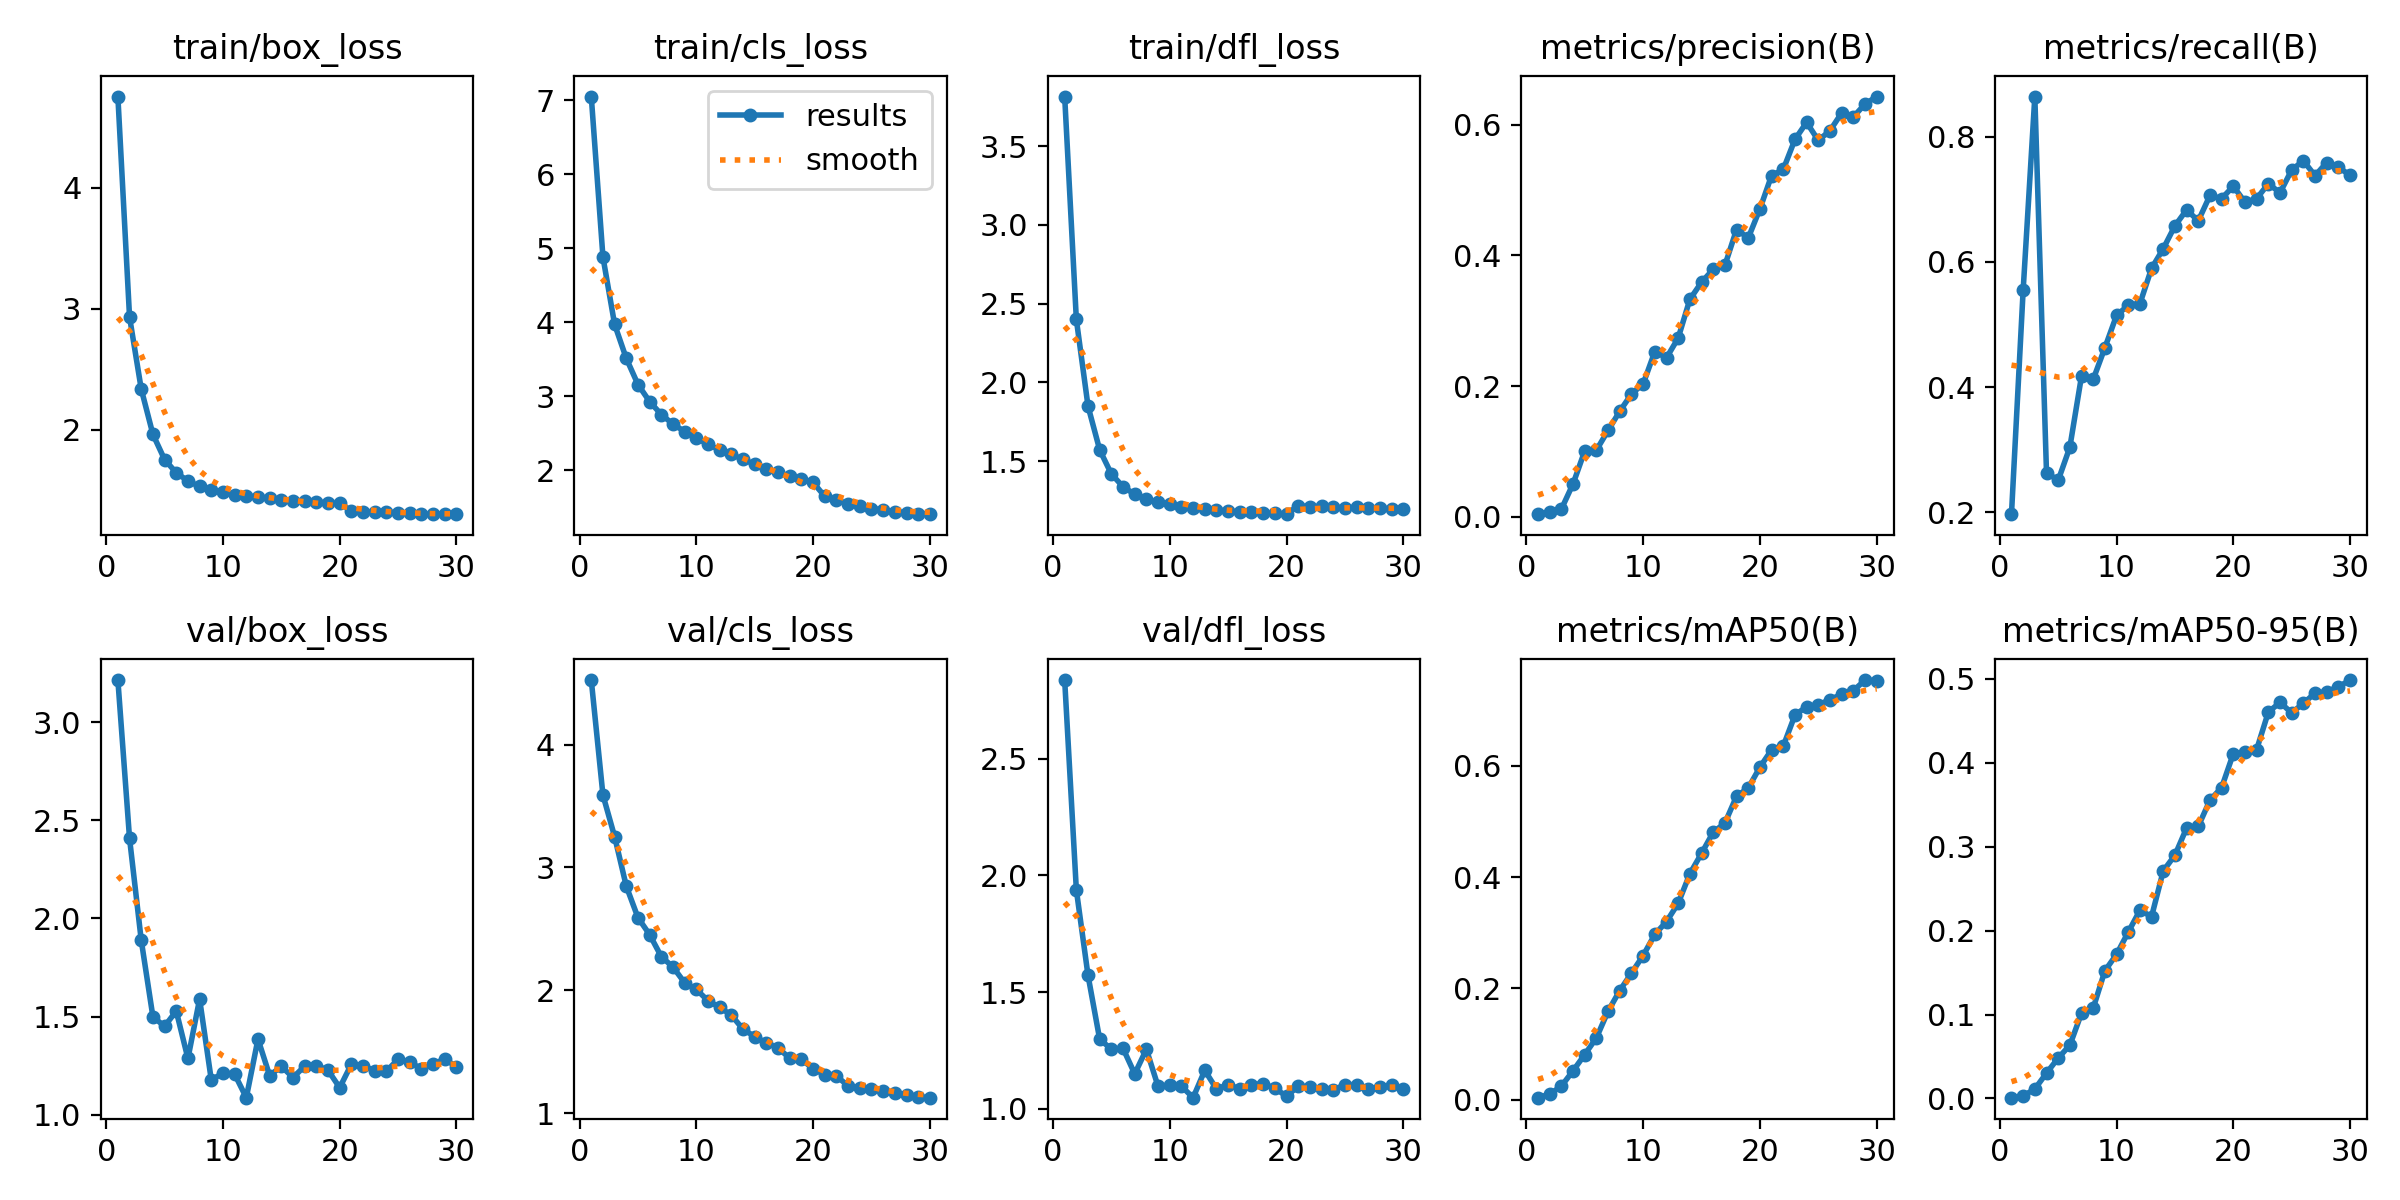 train/box_loss
4
3
2
0 10 20 30
train/cls_loss
results
smooth
7
6
5
4
3
2
0 10 20 30
train/dfl_loss
3.5
3.0
2.5
2.0
1.5
0 10 20 30
metrics/precision(B)
0.6
0.4
0.2
0.0
0 10 20 30
metrics/recall(B)
0.8
0.6
0.4
0.2
0 10 20 30
val/box_loss
3.0
2.5
2.0
1.5
1.0
0 10 20 30
val/cls_loss
4
3
2
1
0 10 20 30
val/dfl_loss
2.5
2.0
1.5
1.0
0 10 20 30
metrics/mAP50(B)
0.6
0.4
0.2
0.0
0 10 20 30
metrics/mAP50-95(B)
0.5
0.4
0.3
0.2
0.1
0.0
0 10 20 30